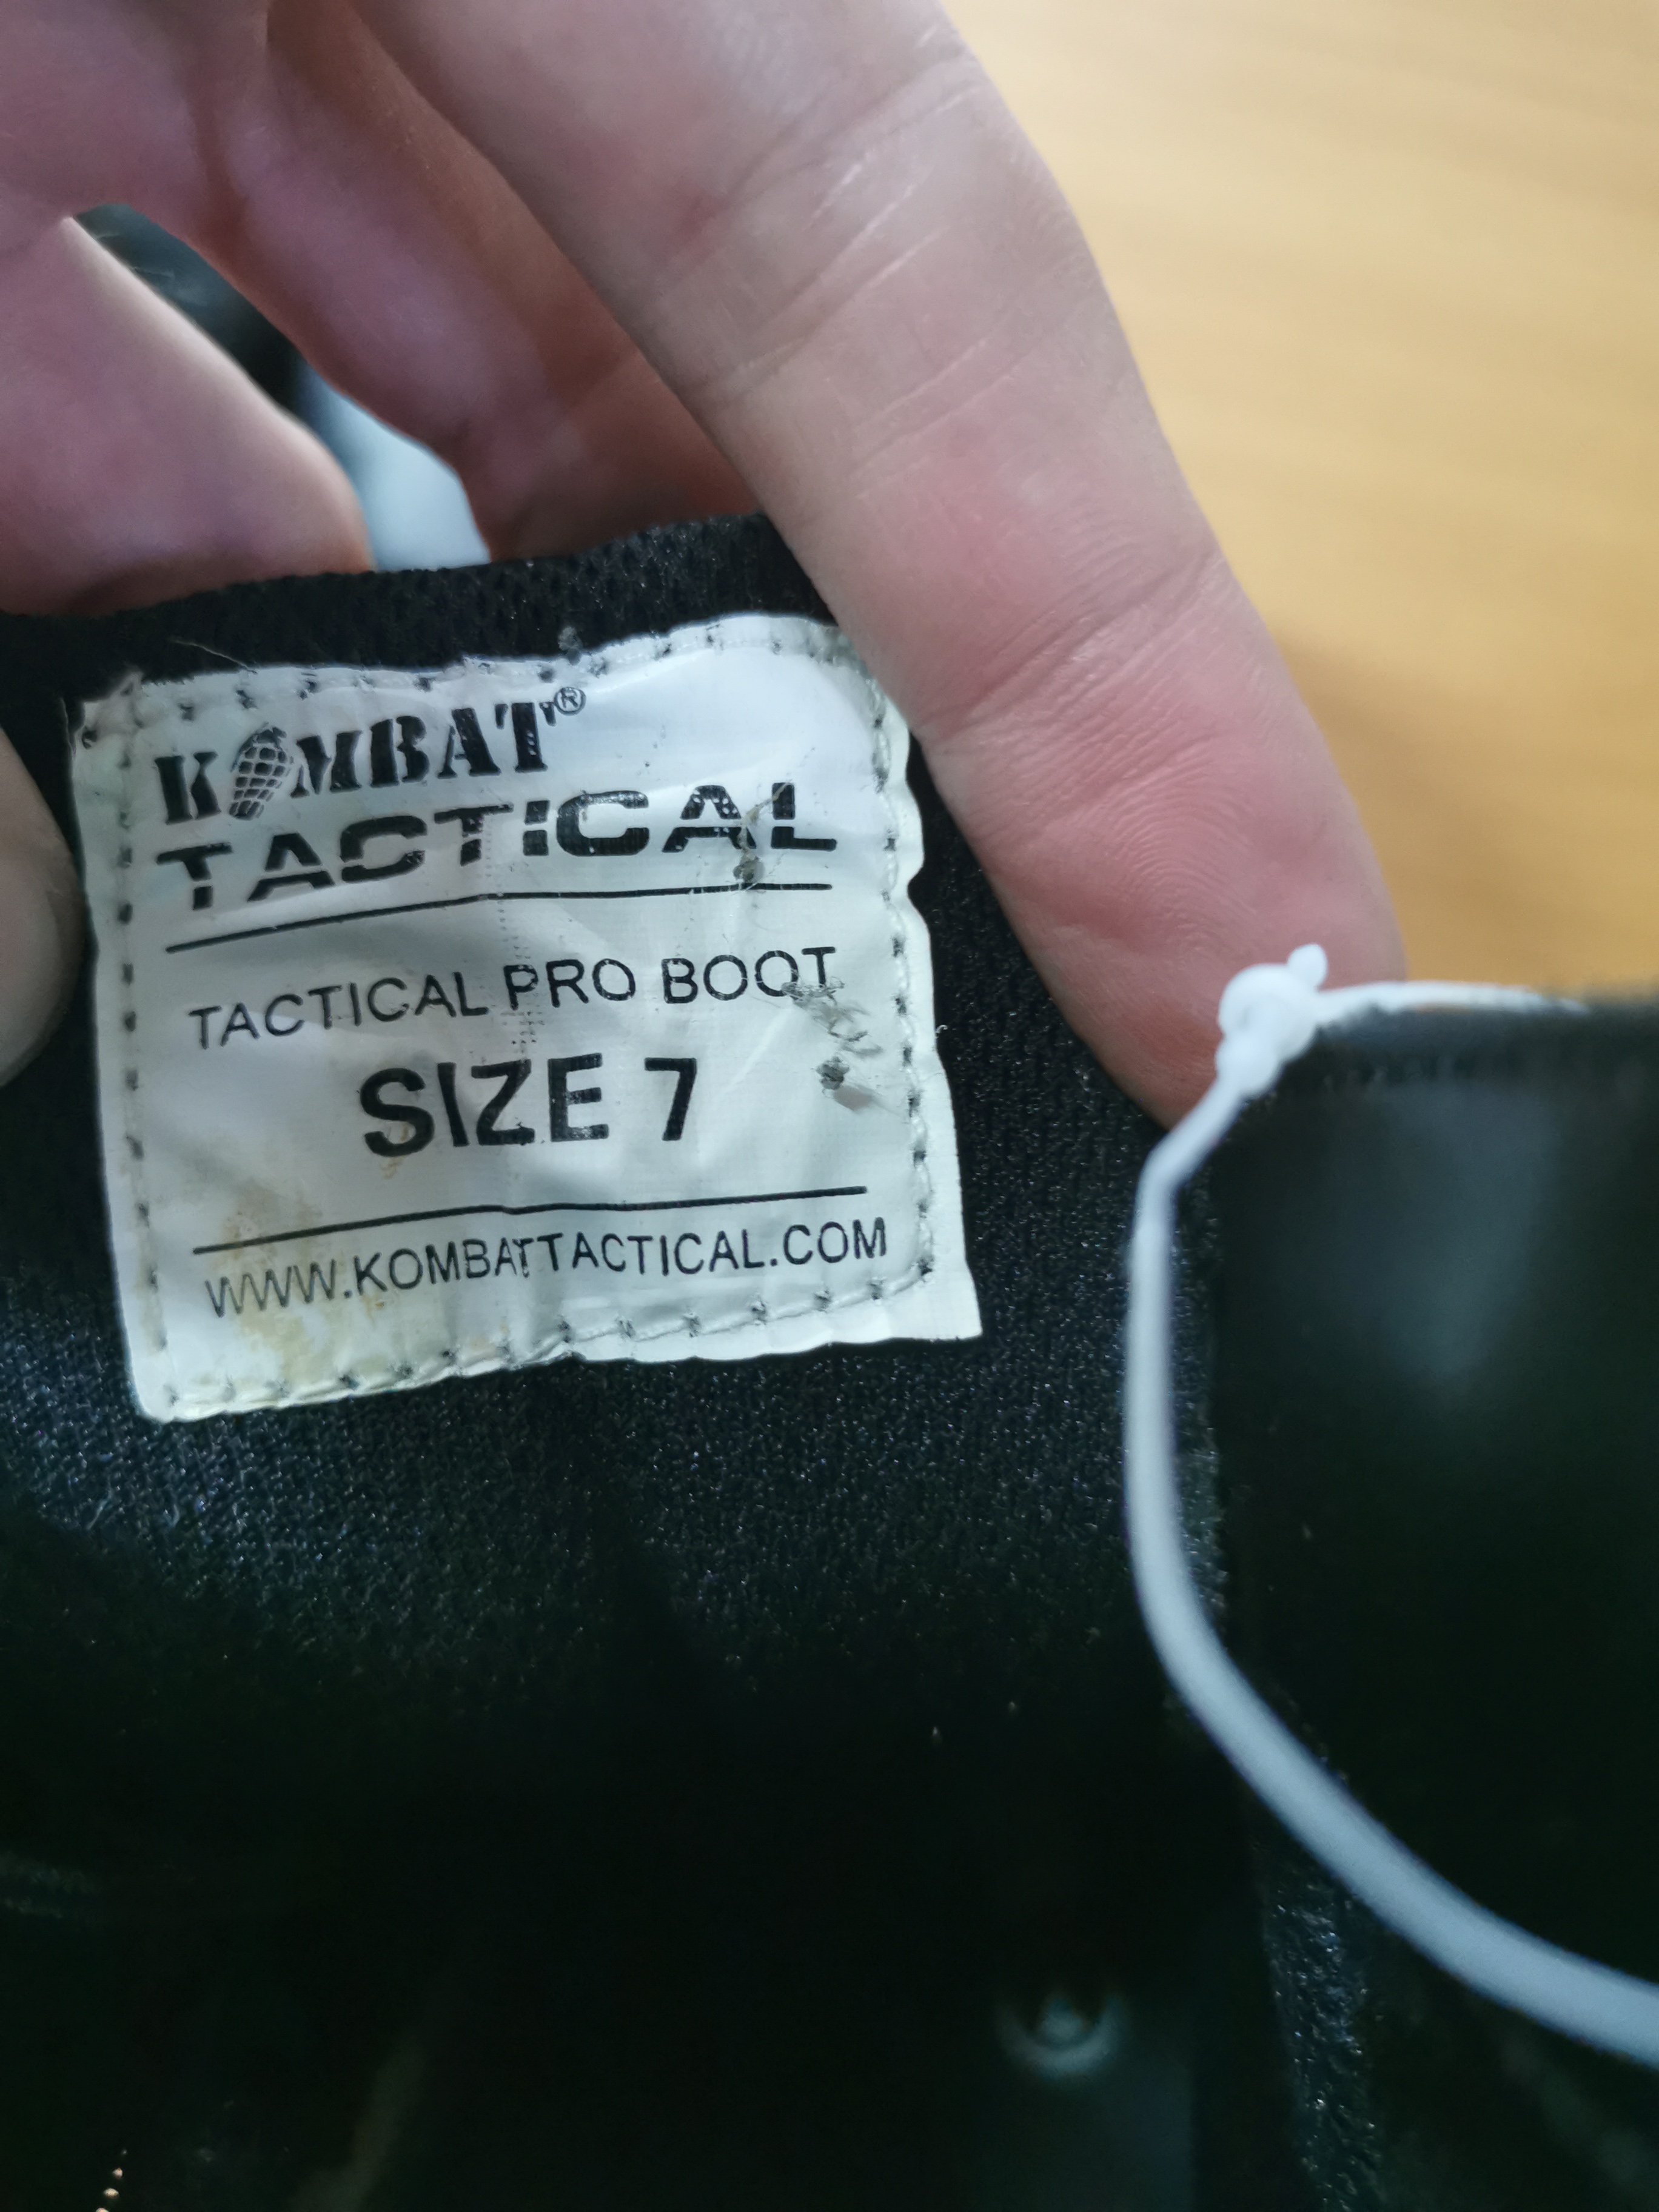 KOMBAT®
TACTICAL
TACTICAL PRO BOOT
SIZE 7
WWW.KOMBATTACTICAL.COM